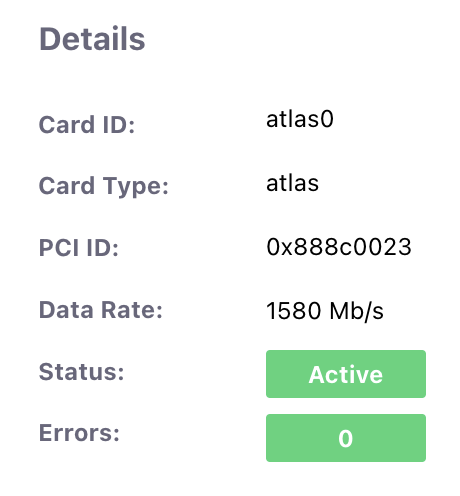 Details
Card ID: atlas0
Card Type: atlas
PCI ID: 0x888c0023
Data Rate: 1580 Mb/s
Status: Active
Errors: 0